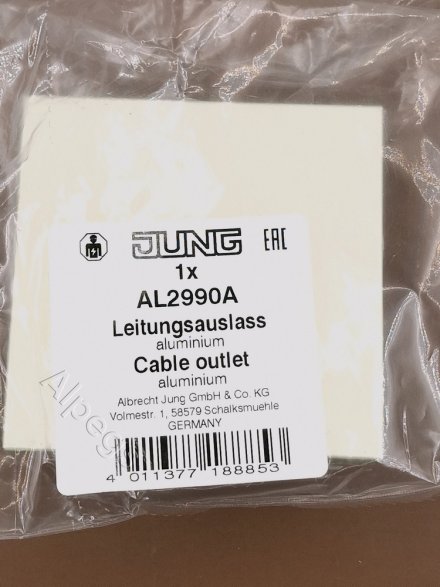 JUNG
EAC
1x
AL2990A
Leitungsauslass
aluminium
Cable outlet
aluminium
Albrecht Jung GmbH & Co. KG
Volmestr. 1, 58579 Schalksmuehle
GERMANY
4 011377 188853